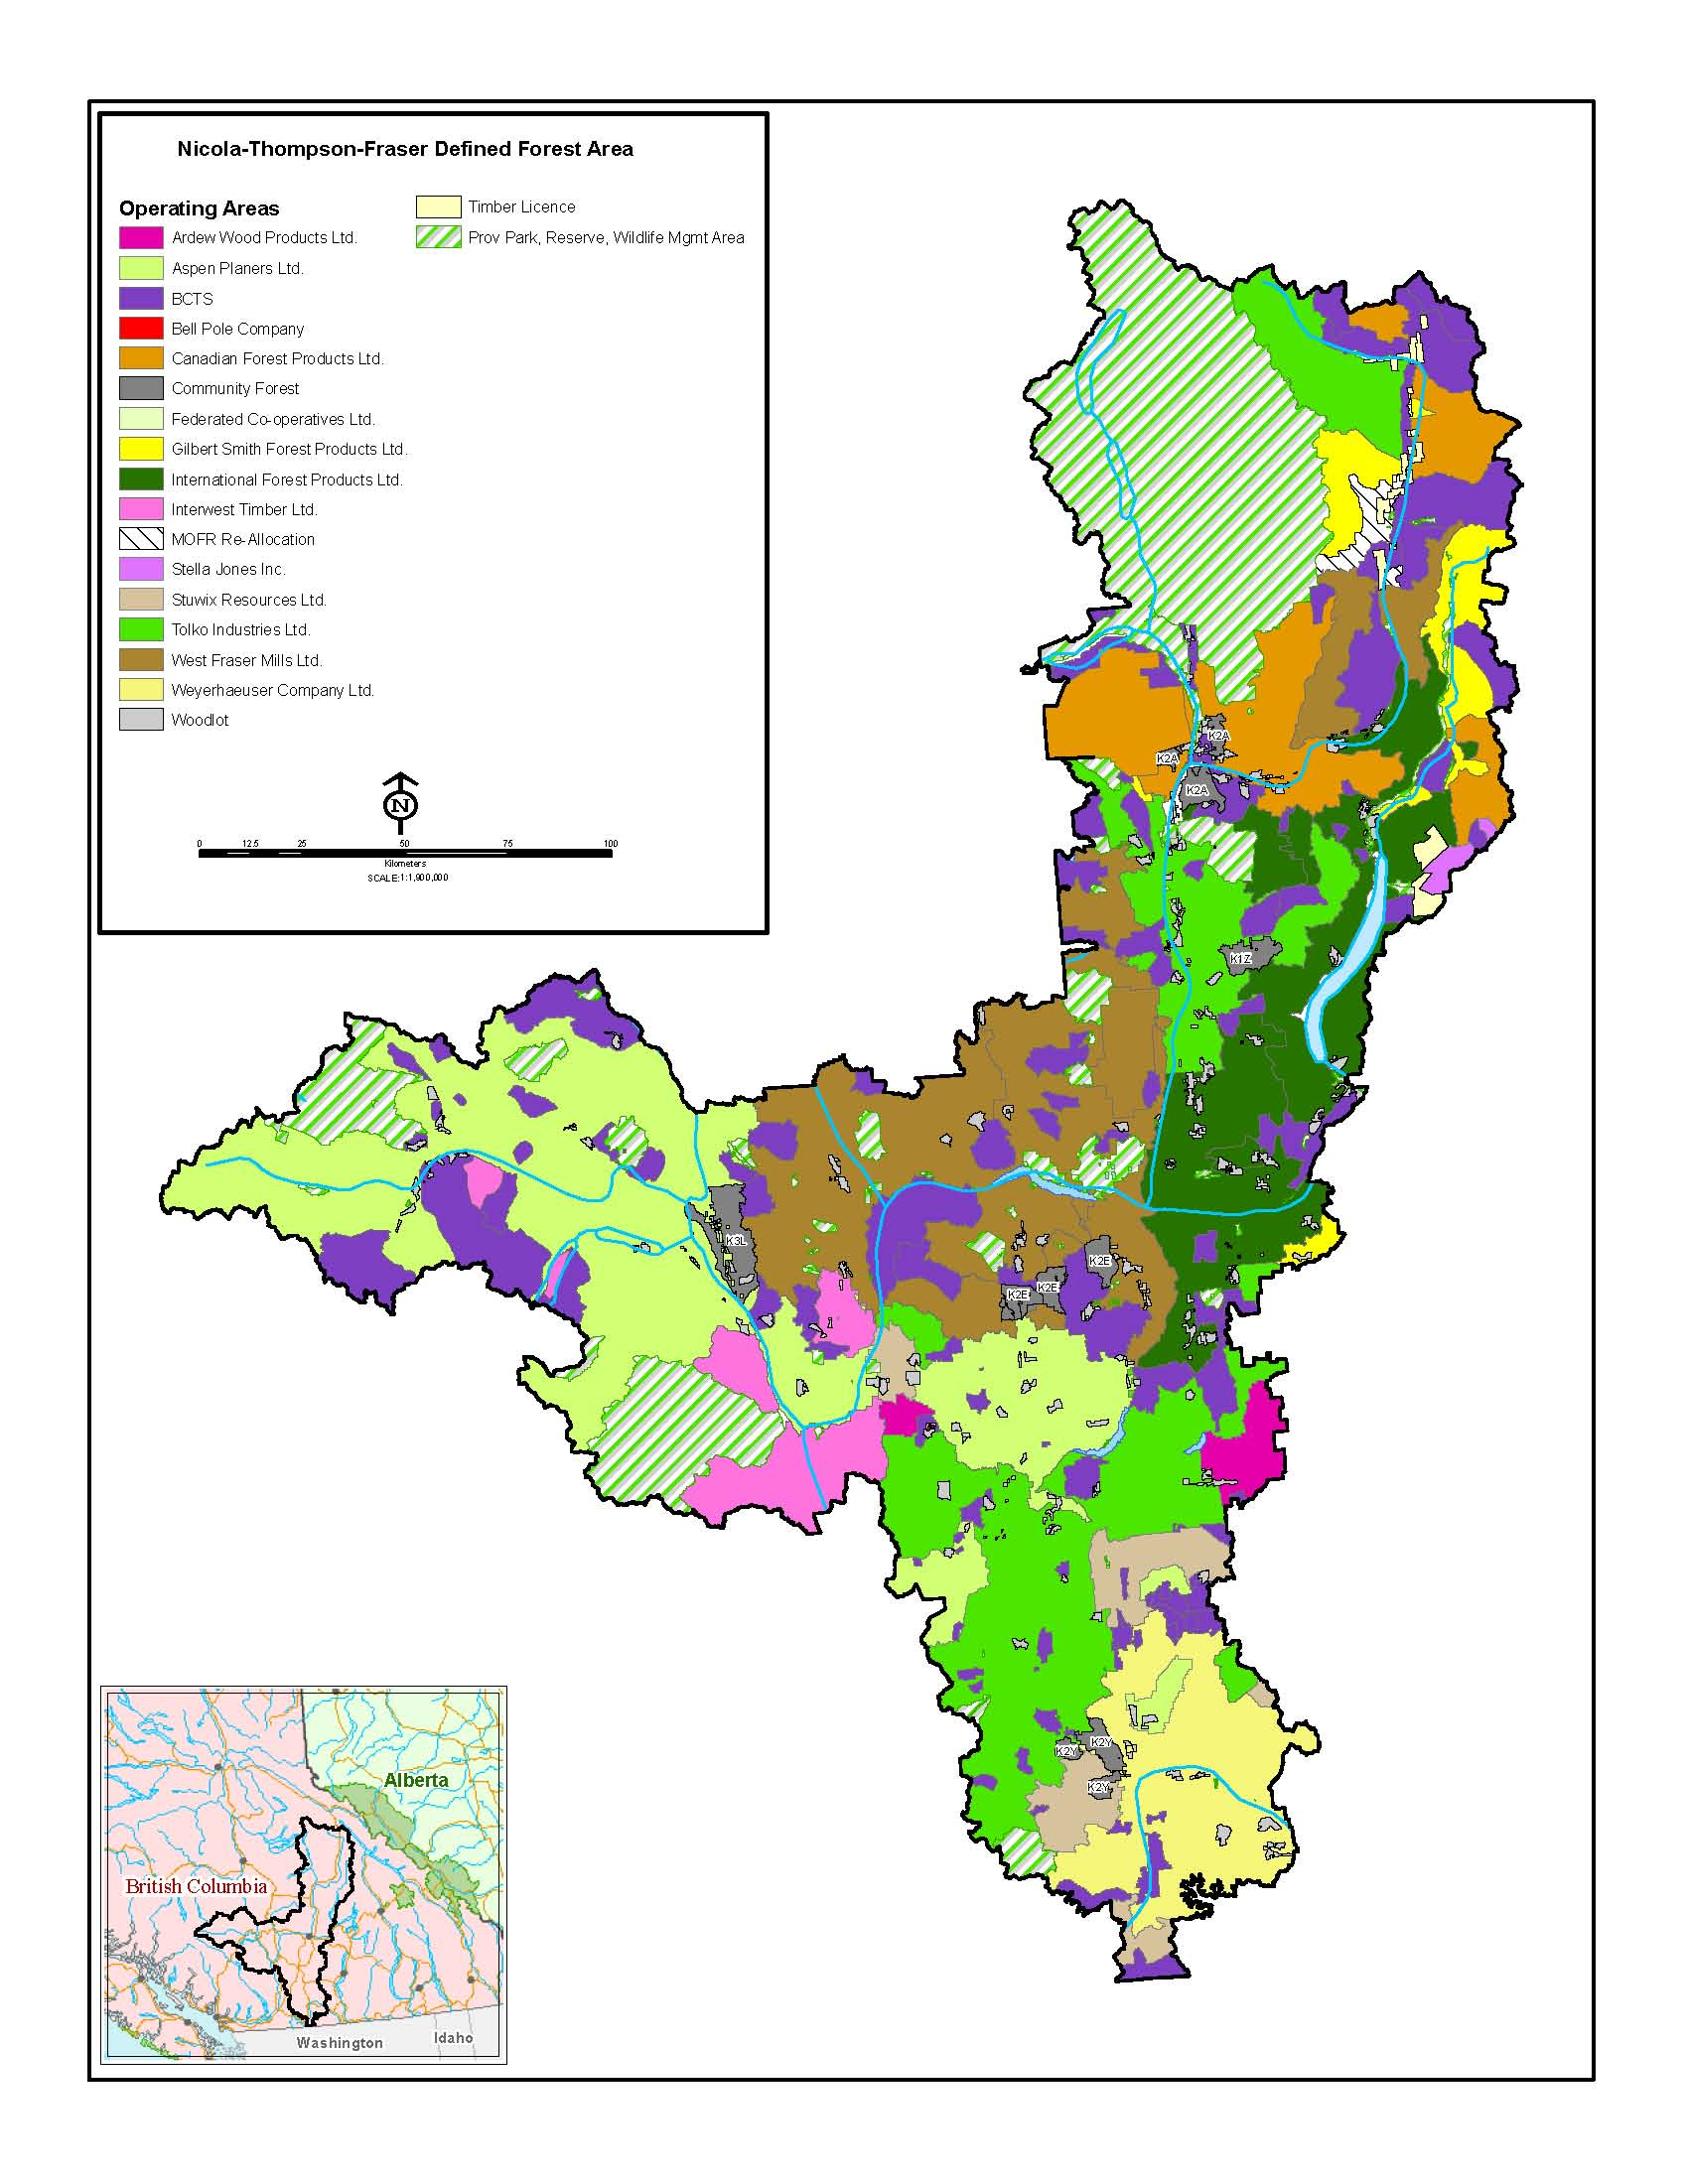 Nicola-Thompson-Fraser Defined Forest Area
Operating Areas
Ardew Wood Products Ltd.
Aspen Planers Ltd.
BCTS
Bell Pole Company
Canadian Forest Products Ltd.
Community Forest
Federated Co-operatives Ltd.
Gilbert Smith Forest Products Ltd.
International Forest Products Ltd.
Interwest Timber Ltd.
MOFR Re-Allocation
Stella Jones Inc.
Stuwix Resources Ltd.
Tolko Industries Ltd.
West Fraser Mills Ltd.
Weyerhaeuser Company Ltd.
Woodlot
Timber Licence
Prov Park, Reserve, Wildlife Mgmt Area
N
0 12.5 25 50 75 100
Kilometers
SCALE:1:1,900,000
K2A
K2A
K2A
K1Z
K3L
K2E
K2E
K2E
K2Y
K2Y
K2Y
Alberta
British Columbia
Washington
Idaho